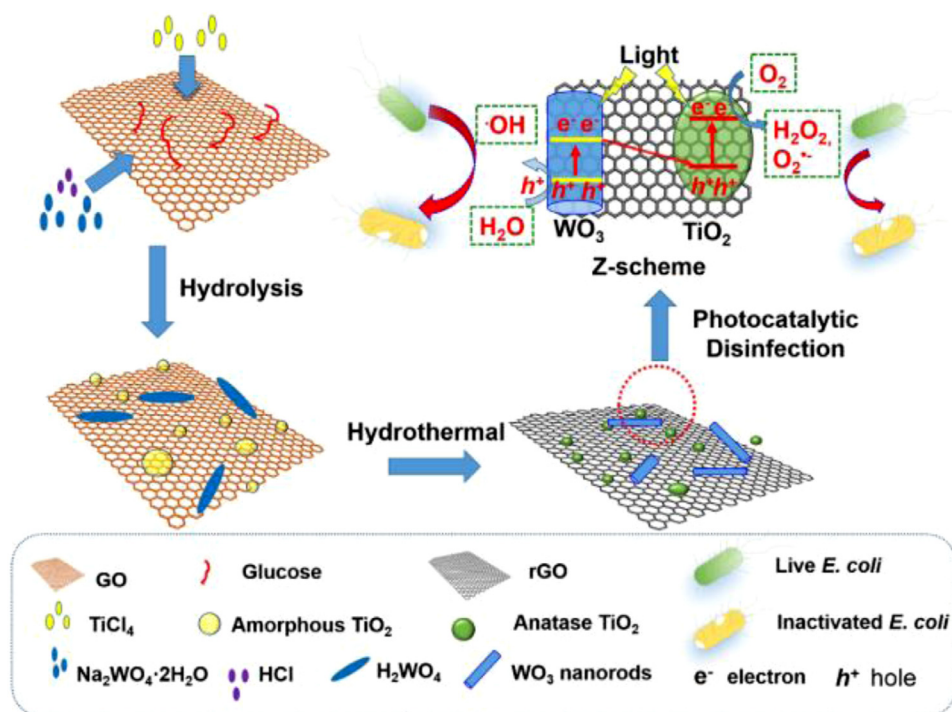 Light
·OH
e⁻ e⁻
h⁺
h⁺ h⁺
H₂O
WO₃
e⁻ e⁻
h⁺h⁺
TiO₂
O₂
H₂O₂,
O₂•⁻
Z-scheme
Hydrolysis
Photocatalytic
Disinfection
Hydrothermal
GO
Glucose
rGO
Live E. coli
TiCl₄
Amorphous TiO₂
Anatase TiO₂
Inactivated E. coli
Na₂WO₄·2H₂O
HCl
H₂WO₄
WO₃ nanorods
e⁻ electron
h⁺ hole